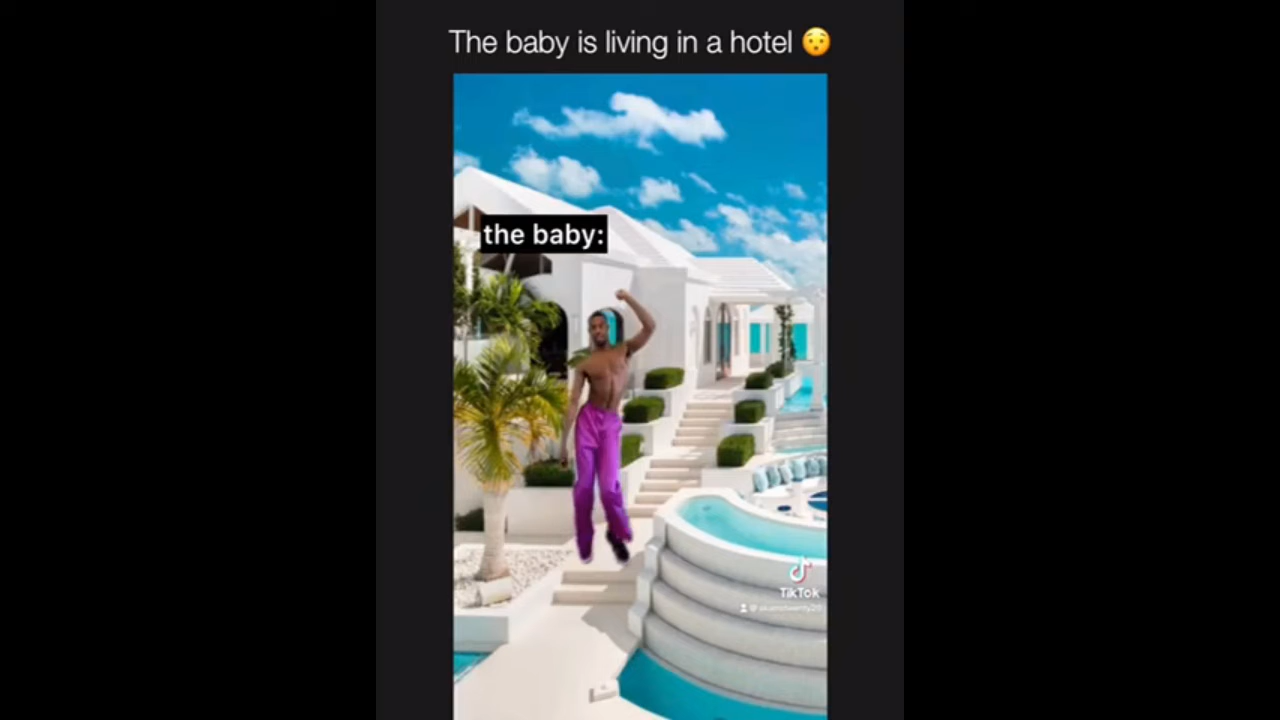 The baby is living in a hotel 😯
the baby:
TikTok